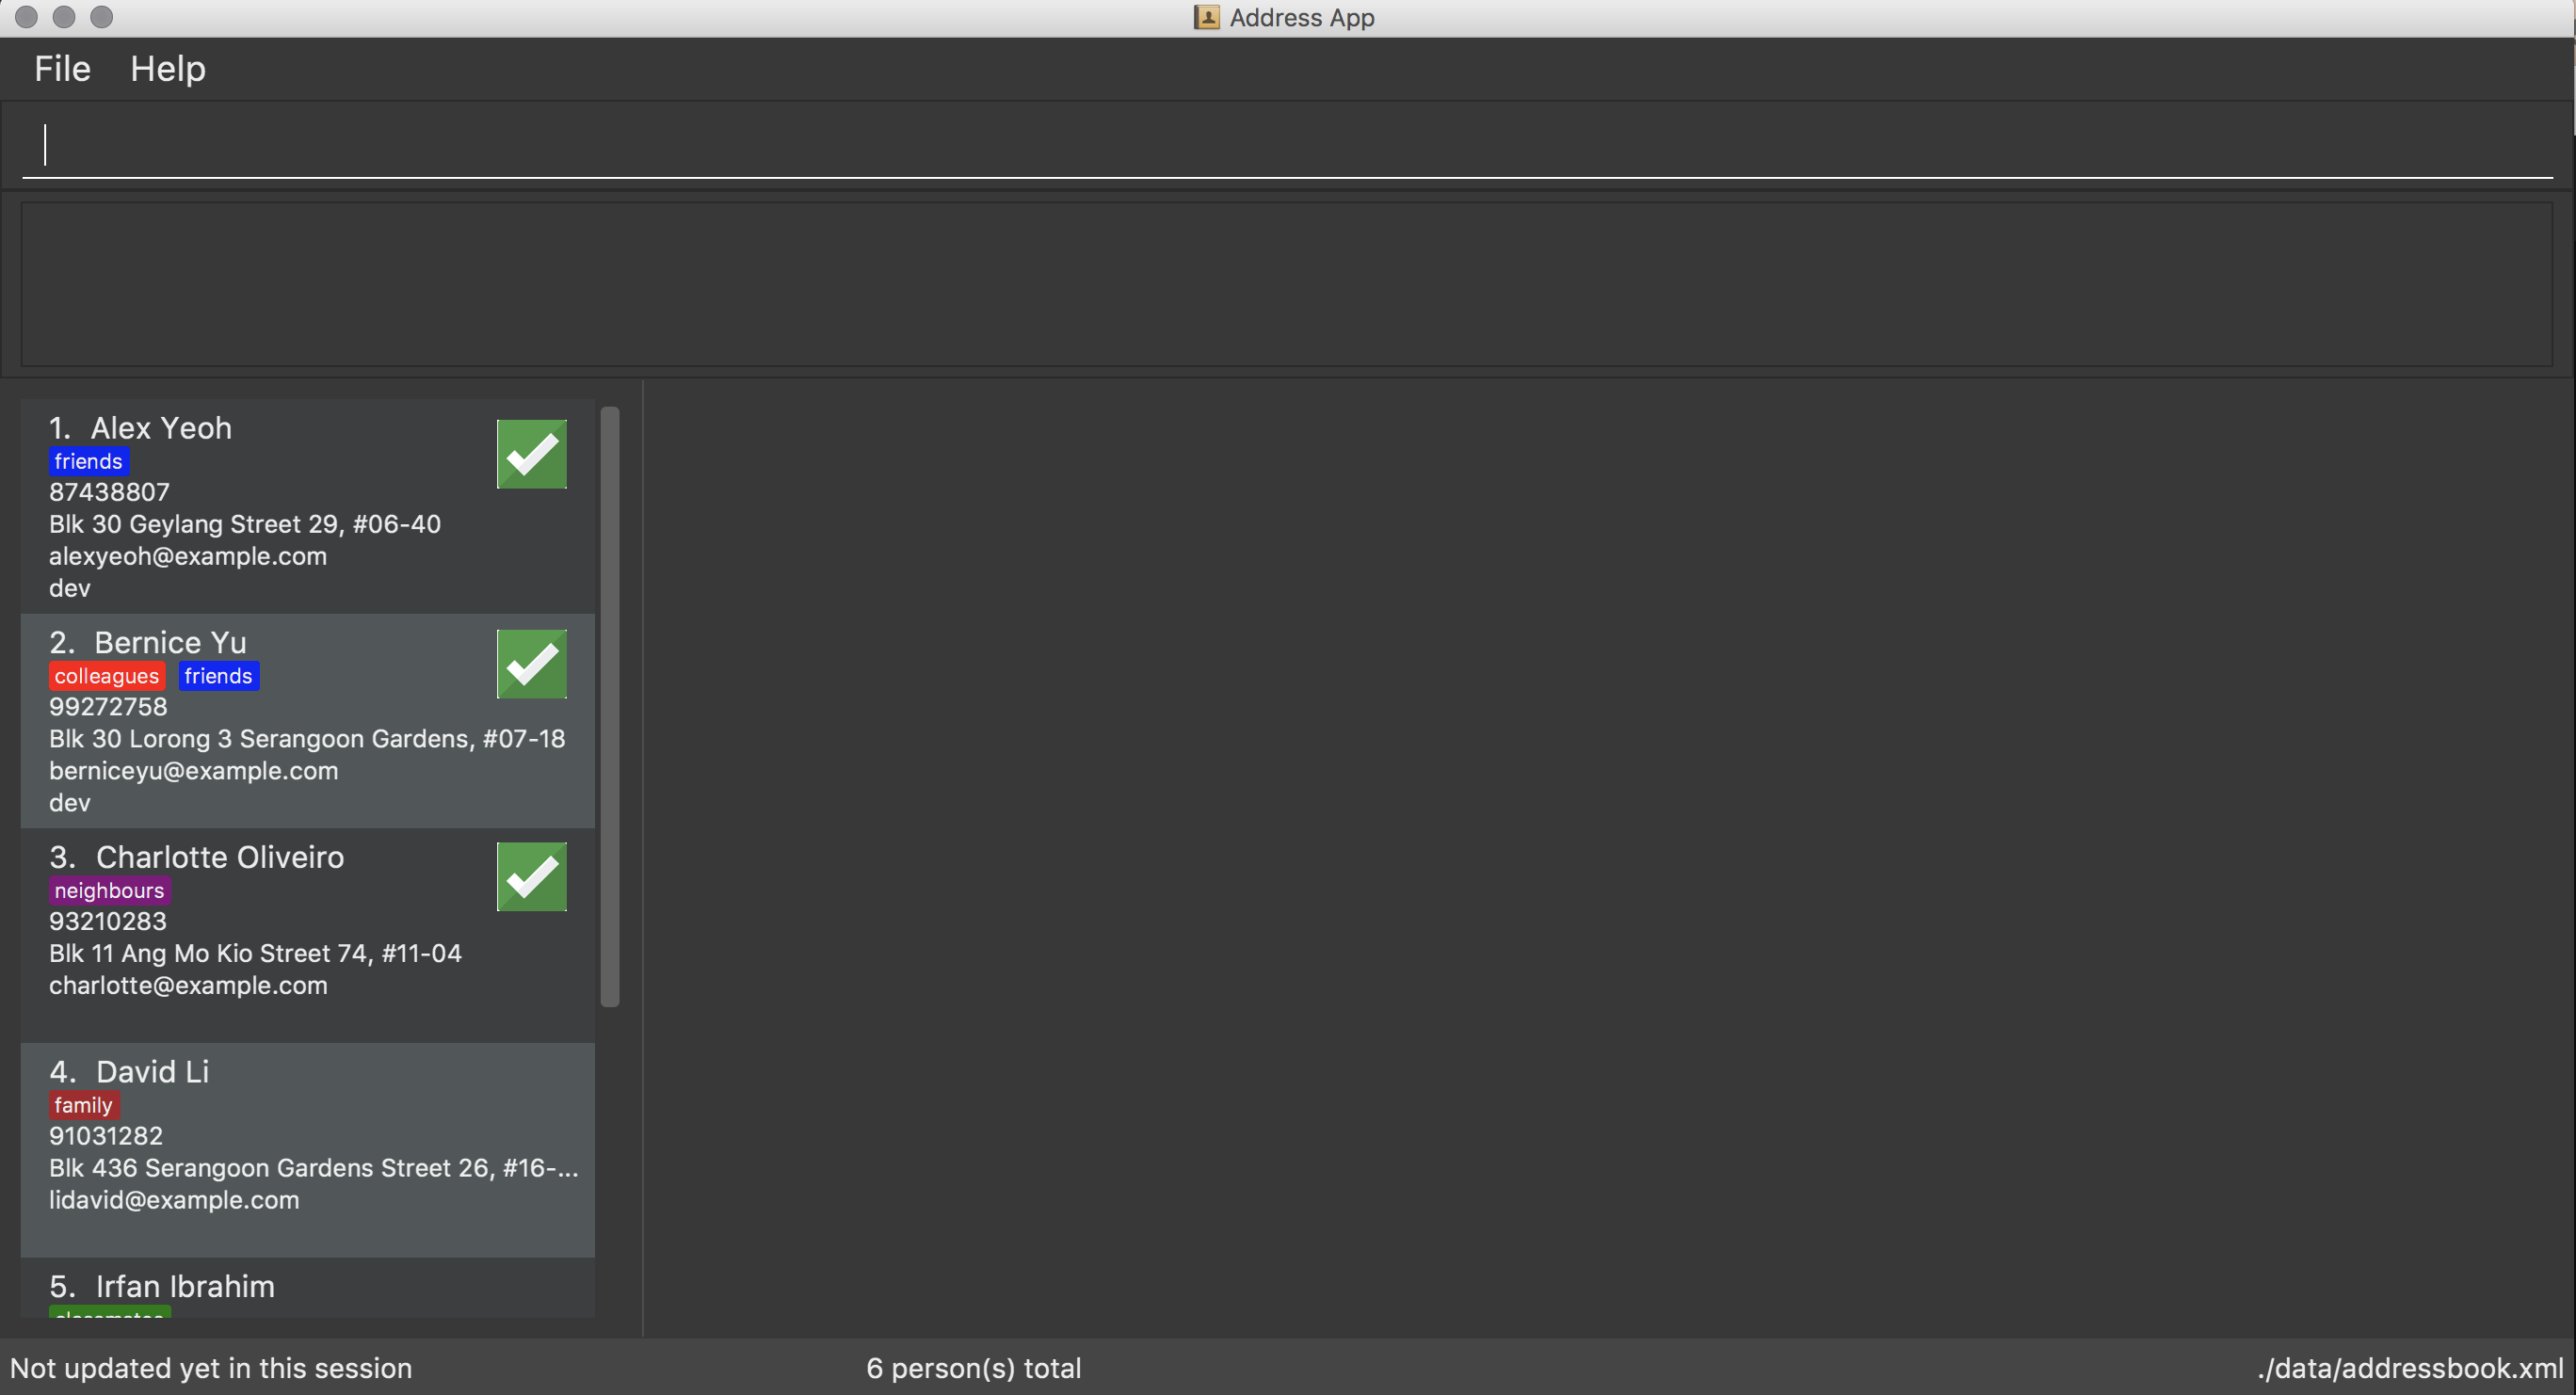 Address App
File Help
1. Alex Yeoh
friends
87438807
Blk 30 Geylang Street 29, #06-40
alexyeoh@example.com
dev
2. Bernice Yu
colleagues friends
99272758
Blk 30 Lorong 3 Serangoon Gardens, #07-18
berniceyu@example.com
dev
3. Charlotte Oliveiro
neighbours
93210283
Blk 11 Ang Mo Kio Street 74, #11-04
charlotte@example.com
4. David Li
family
91031282
Blk 436 Serangoon Gardens Street 26, #16-...
lidavid@example.com
5. Irfan Ibrahim
Not updated yet in this session 6 person(s) total ./data/addressbook.xml